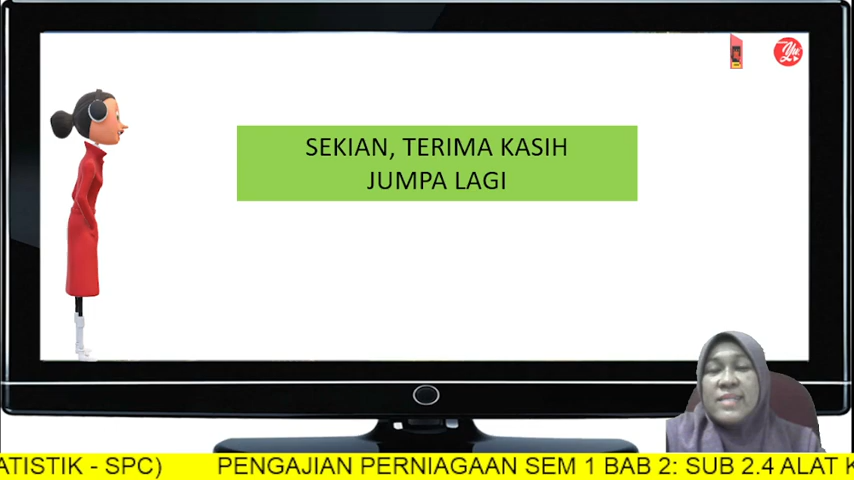 SEKIAN, TERIMA KASIH
JUMPA LAGI
ATISTIK - SPC) PENGAJIAN PERNIAGAAN SEM 1 BAB 2: SUB 2.4 ALAT K